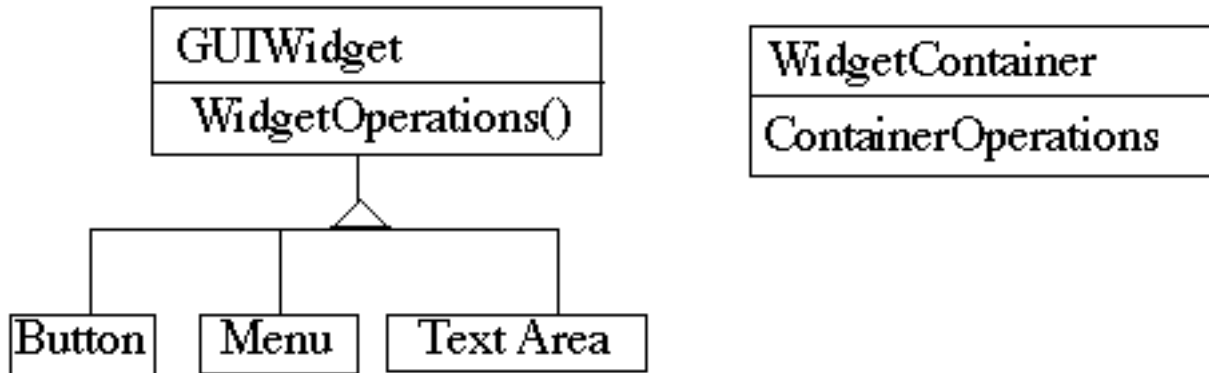 GUIWidget
WidgetOperations()
WidgetContainer
ContainerOperations
Button
Menu
Text Area